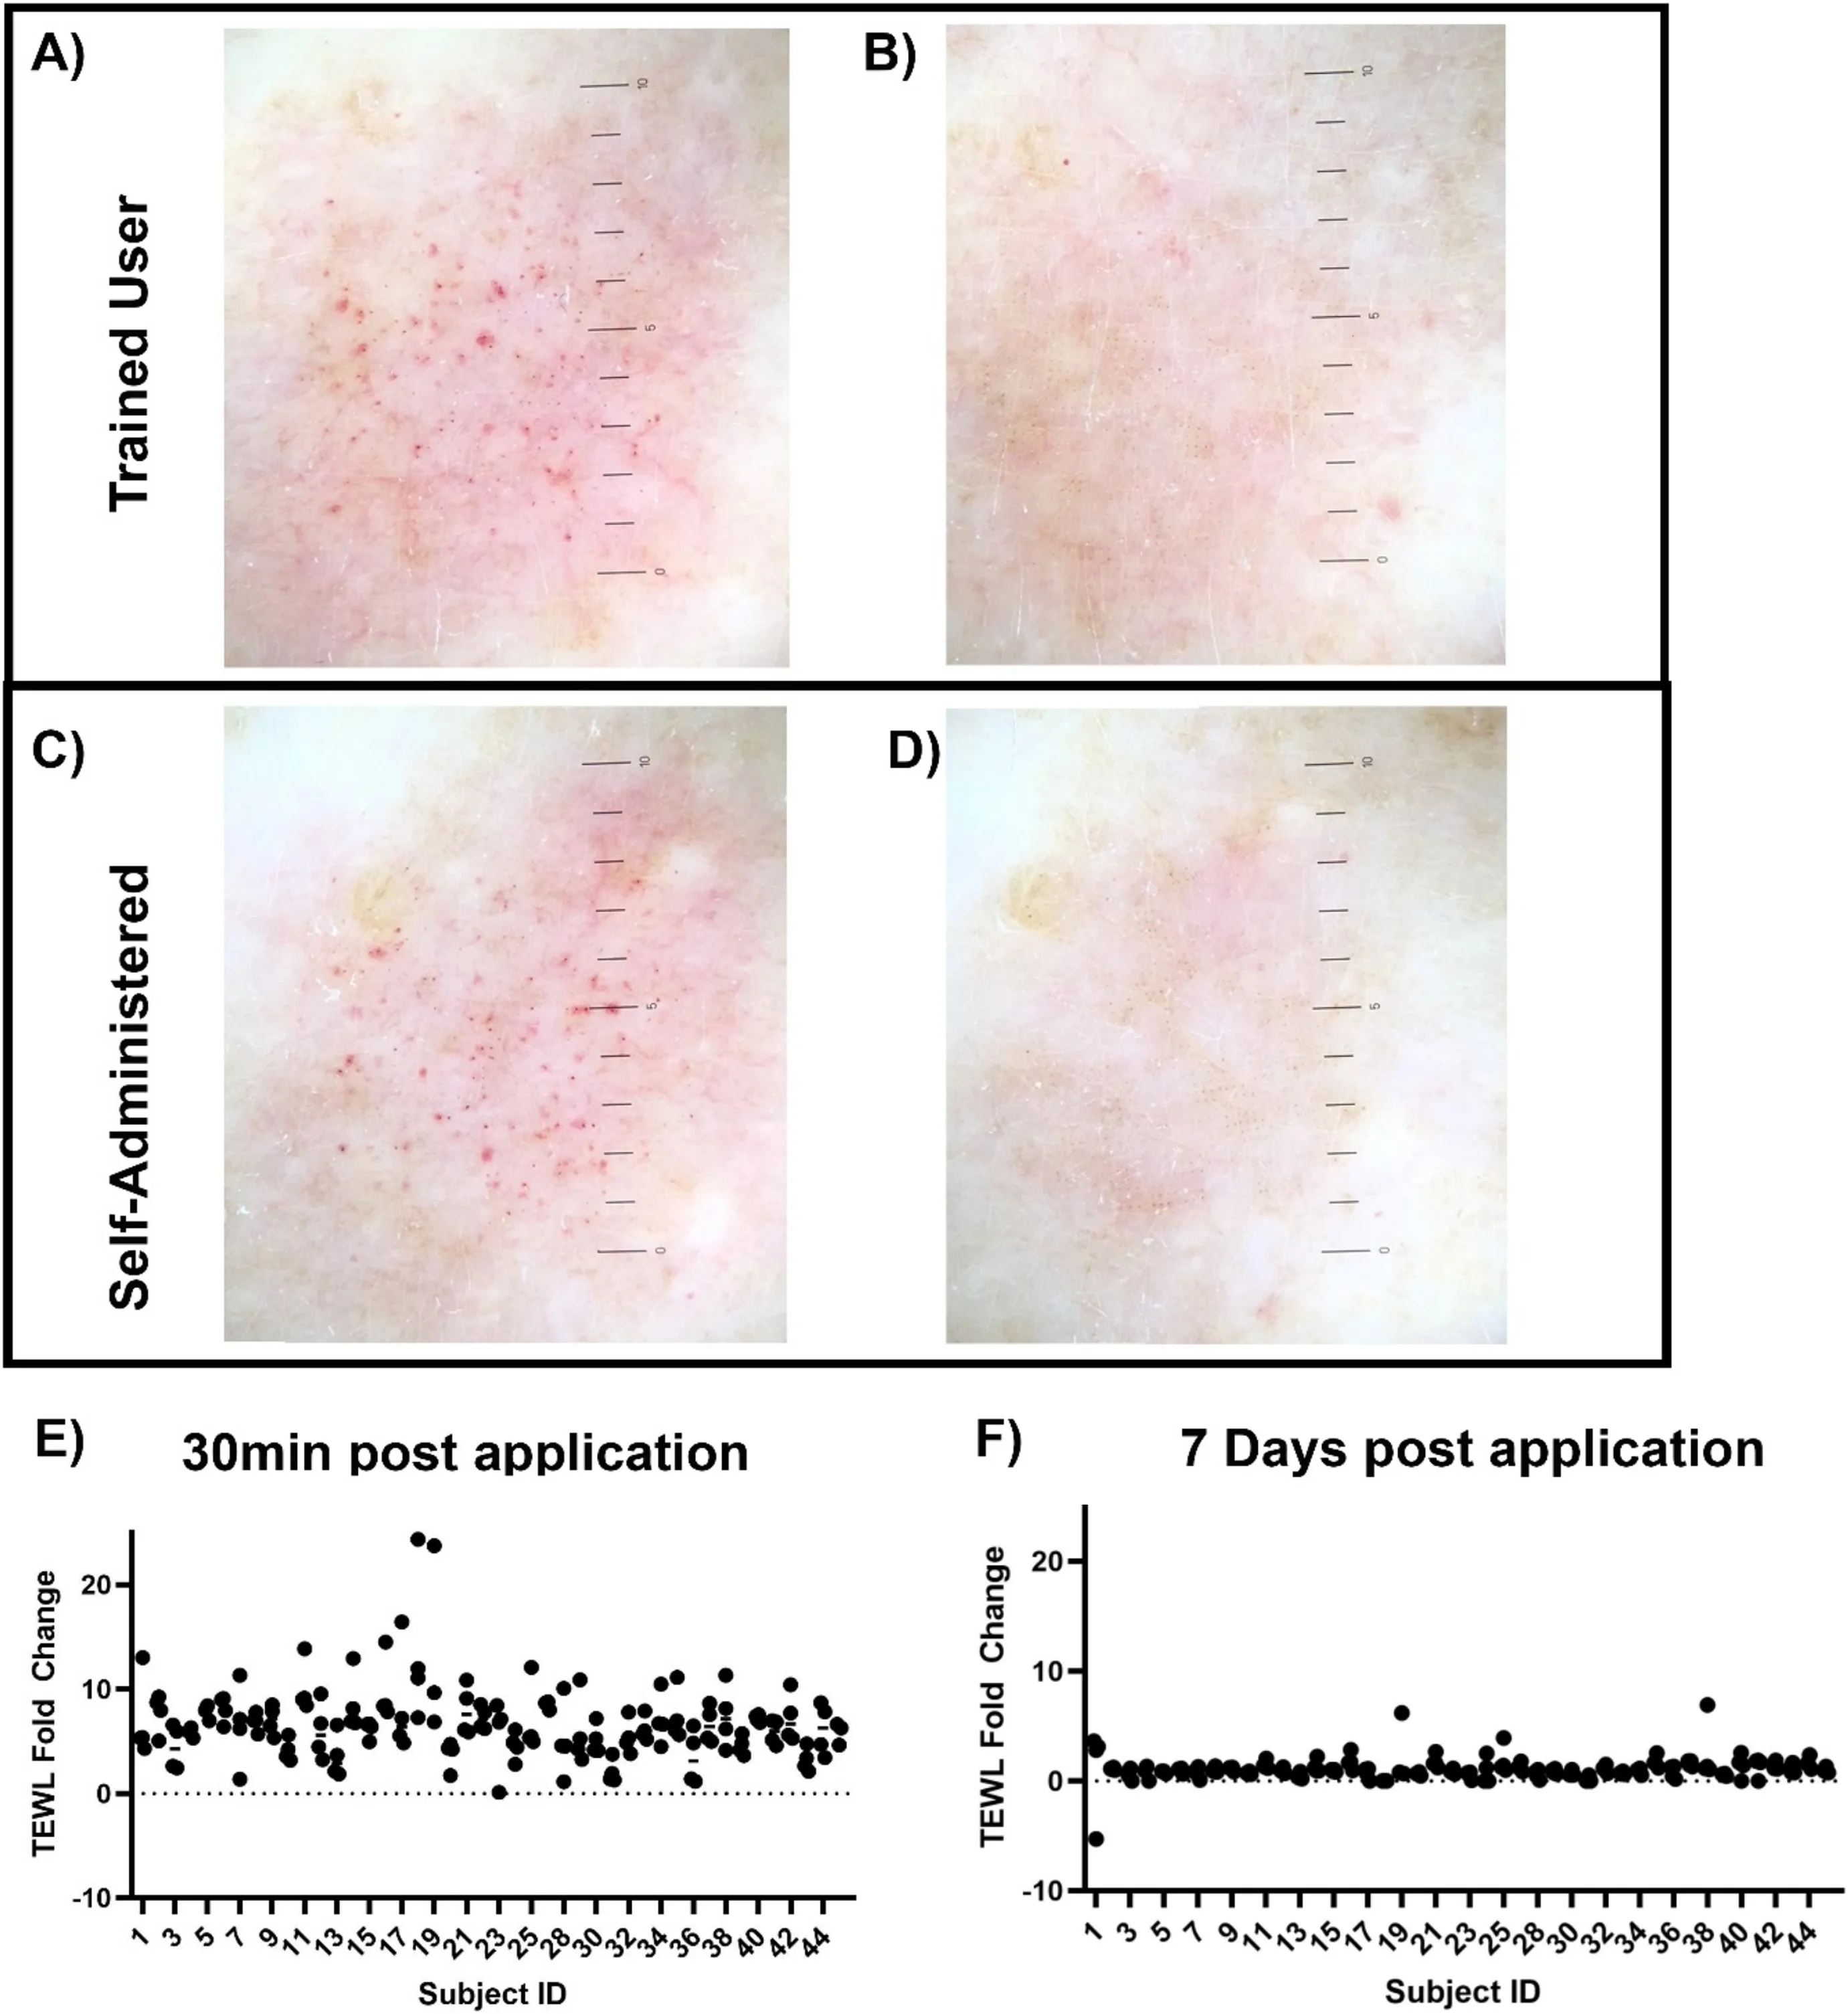 A)
B)
Trained User
10
5
0
10
5
0
C)
D)
Self-Administered
10
5
0
10
5
0
E)
30min post application
TEWL Fold Change
20
10
0
-10
1 3 5 7 9 11 13 15 17 19 21 23 25 28 30 32 34 36 38 40 42 44
Subject ID
F)
7 Days post application
TEWL Fold Change
20
10
0
-10
1 3 5 7 9 11 13 15 17 19 21 23 25 28 30 32 34 36 38 40 42 44
Subject ID